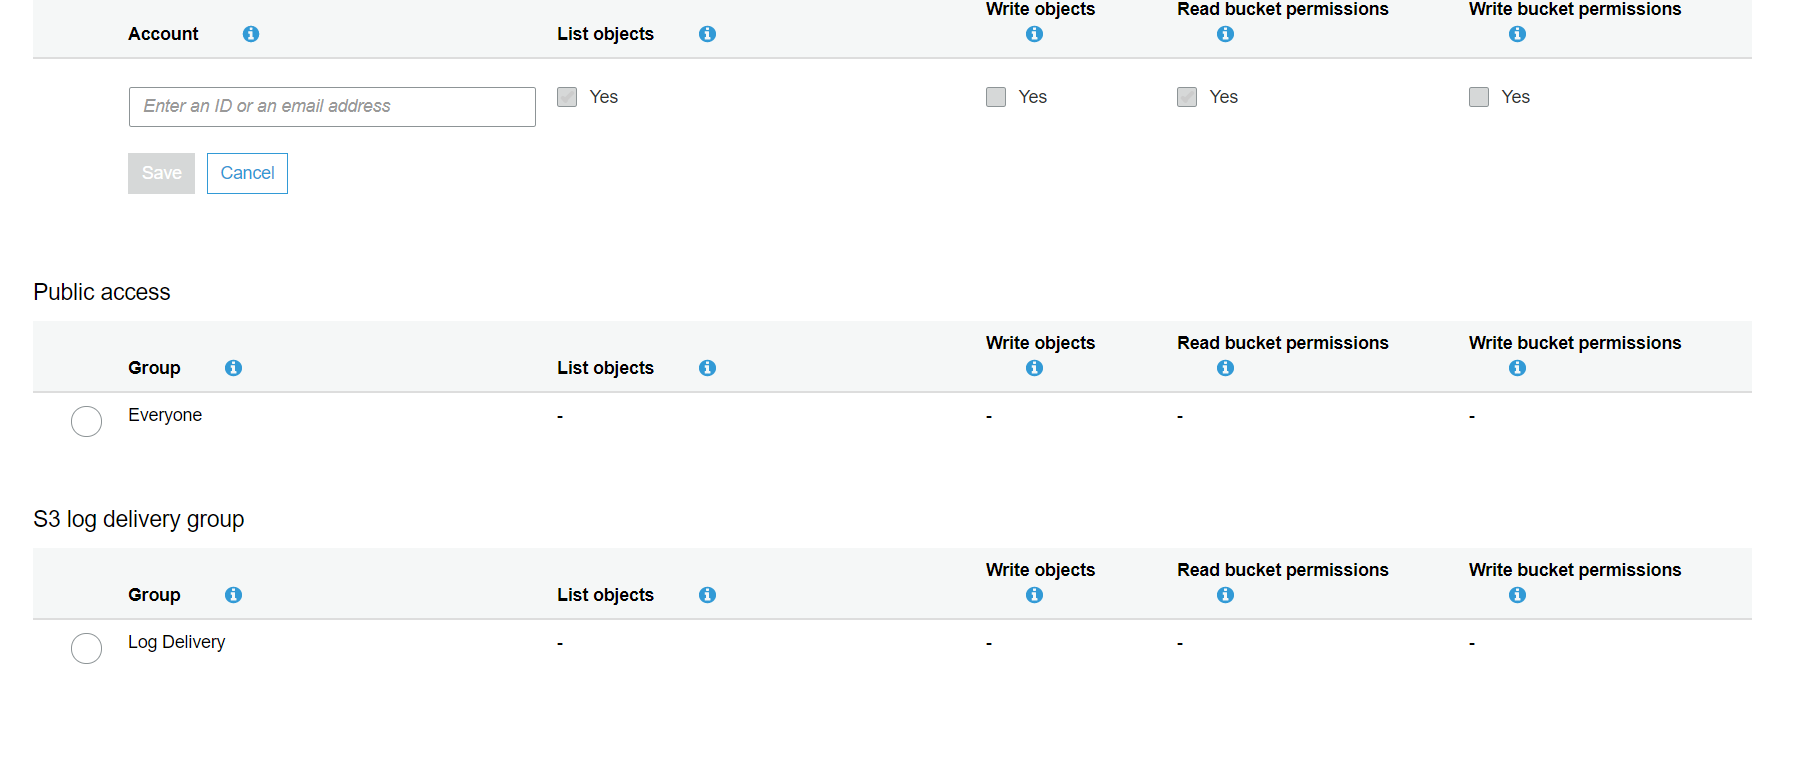 Write objects Read bucket permissions Write bucket permissions
Account List objects
Enter an ID or an email address Yes Yes Yes Yes
Save Cancel
Public access
Write objects Read bucket permissions Write bucket permissions
Group List objects
Everyone - - - -
S3 log delivery group
Write objects Read bucket permissions Write bucket permissions
Group List objects
Log Delivery - - - -